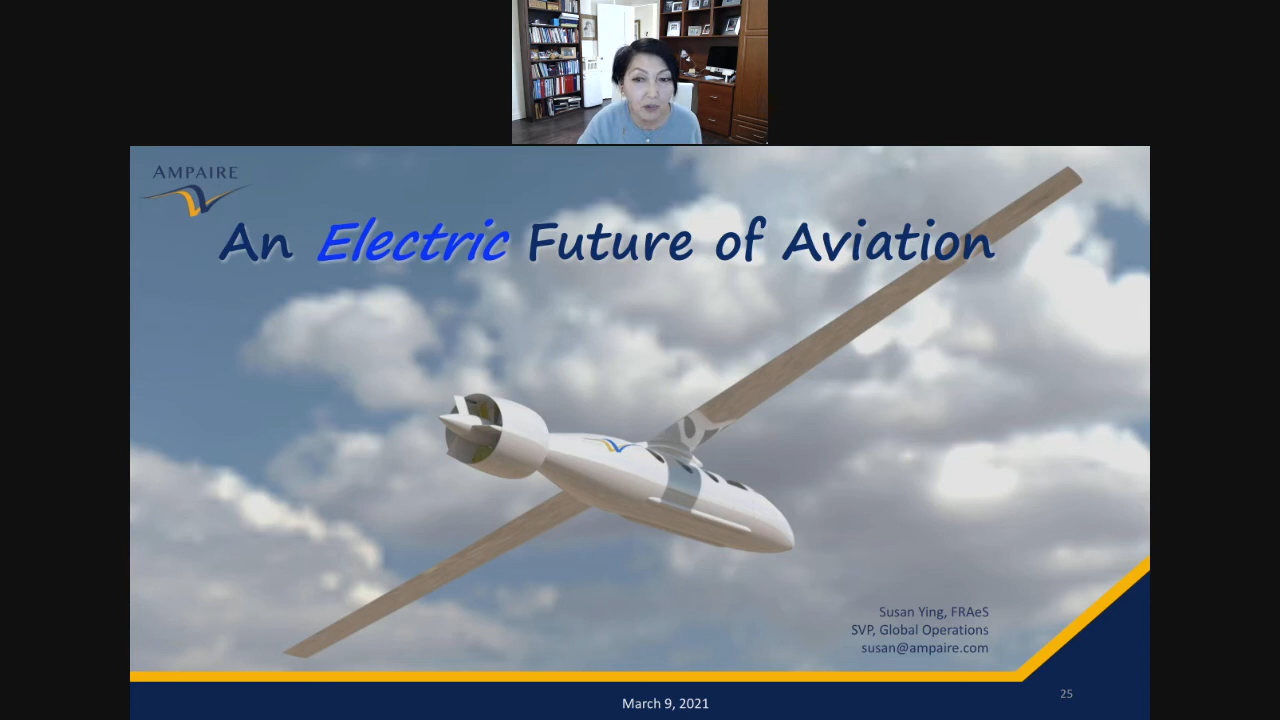 AMPAIRE
An Electric Future of Aviation
Susan Ying, FRAeS
SVP, Global Operations
susan@ampaire.com
25
March 9, 2021